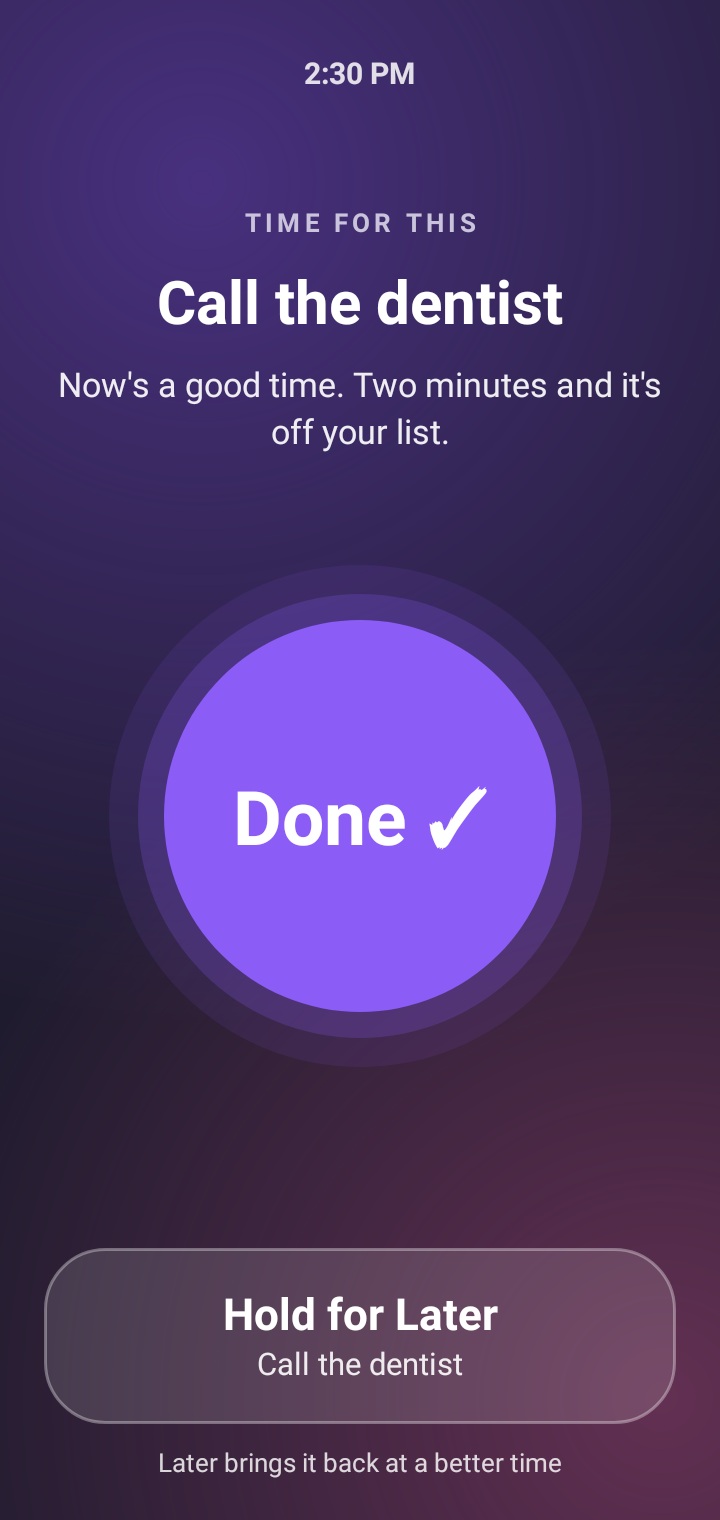 2:30 PM
TIME FOR THIS
Call the dentist
Now's a good time. Two minutes and it's
off your list.
Done ✓
Hold for Later
Call the dentist
Later brings it back at a better time